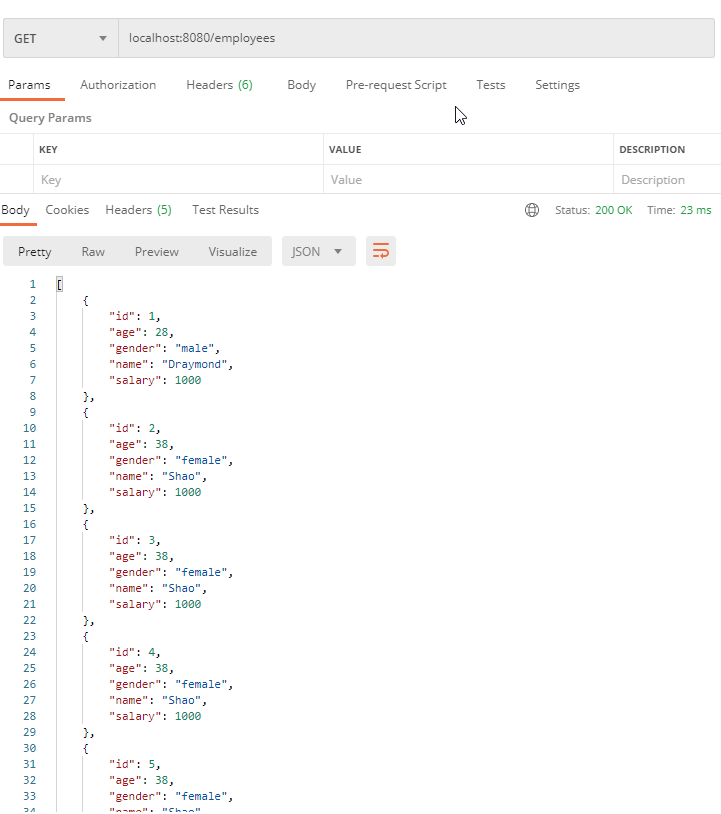 GET localhost:8080/employees
Params Authorization Headers (6) Body Pre-request Script Tests Settings
Query Params
KEY VALUE DESCRIPTION
Key Value Description
Body Cookies Headers (5) Test Results Status: 200 OK Time: 23 ms
Pretty Raw Preview Visualize JSON
1 [
2 {
3 "id": 1,
4 "age": 28,
5 "gender": "male",
6 "name": "Draymond",
7 "salary": 1000
8 },
9 {
10 "id": 2,
11 "age": 38,
12 "gender": "female",
13 "name": "Shao",
14 "salary": 1000
15 },
16 {
17 "id": 3,
18 "age": 38,
19 "gender": "female",
20 "name": "Shao",
21 "salary": 1000
22 },
23 {
24 "id": 4,
25 "age": 38,
26 "gender": "female",
27 "name": "Shao",
28 "salary": 1000
29 },
30 {
31 "id": 5,
32 "age": 38,
33 "gender": "female",
34 "name": "Shao"